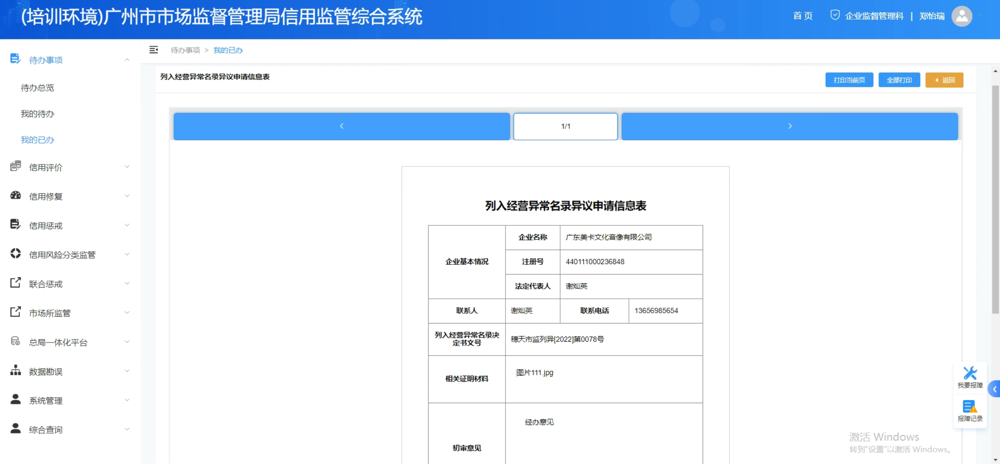 (培训环境)广州市市场监督管理局信用监管综合系统
首页
企业监督管理科 | 郑怡瑞
待办事项
待办总览
我的待办
我的已办
信用评价
信用修复
信用惩戒
信用风险分类监管
联合惩戒
市场所监管
总局一体化平台
数据勘误
系统管理
综合查询
待办事项 > 我的已办
列入经营异常名录异议申请信息表
打印当前页
全部打印
返回
1/1
列入经营异常名录异议申请信息表
企业基本情况
企业名称 广东美卡文化音像有限公司
注册号 440111000236848
法定代表人 谢灿英
联系人 谢灿英 联系电话 13656985654
列入经营异常名录决
定书文号
穗天市监列异[2022]第0078号
相关证明材料
图片111.jpg
初审意见
经办意见
我要报障
报障记录
激活 Windows
转到“设置”以激活 Windows。